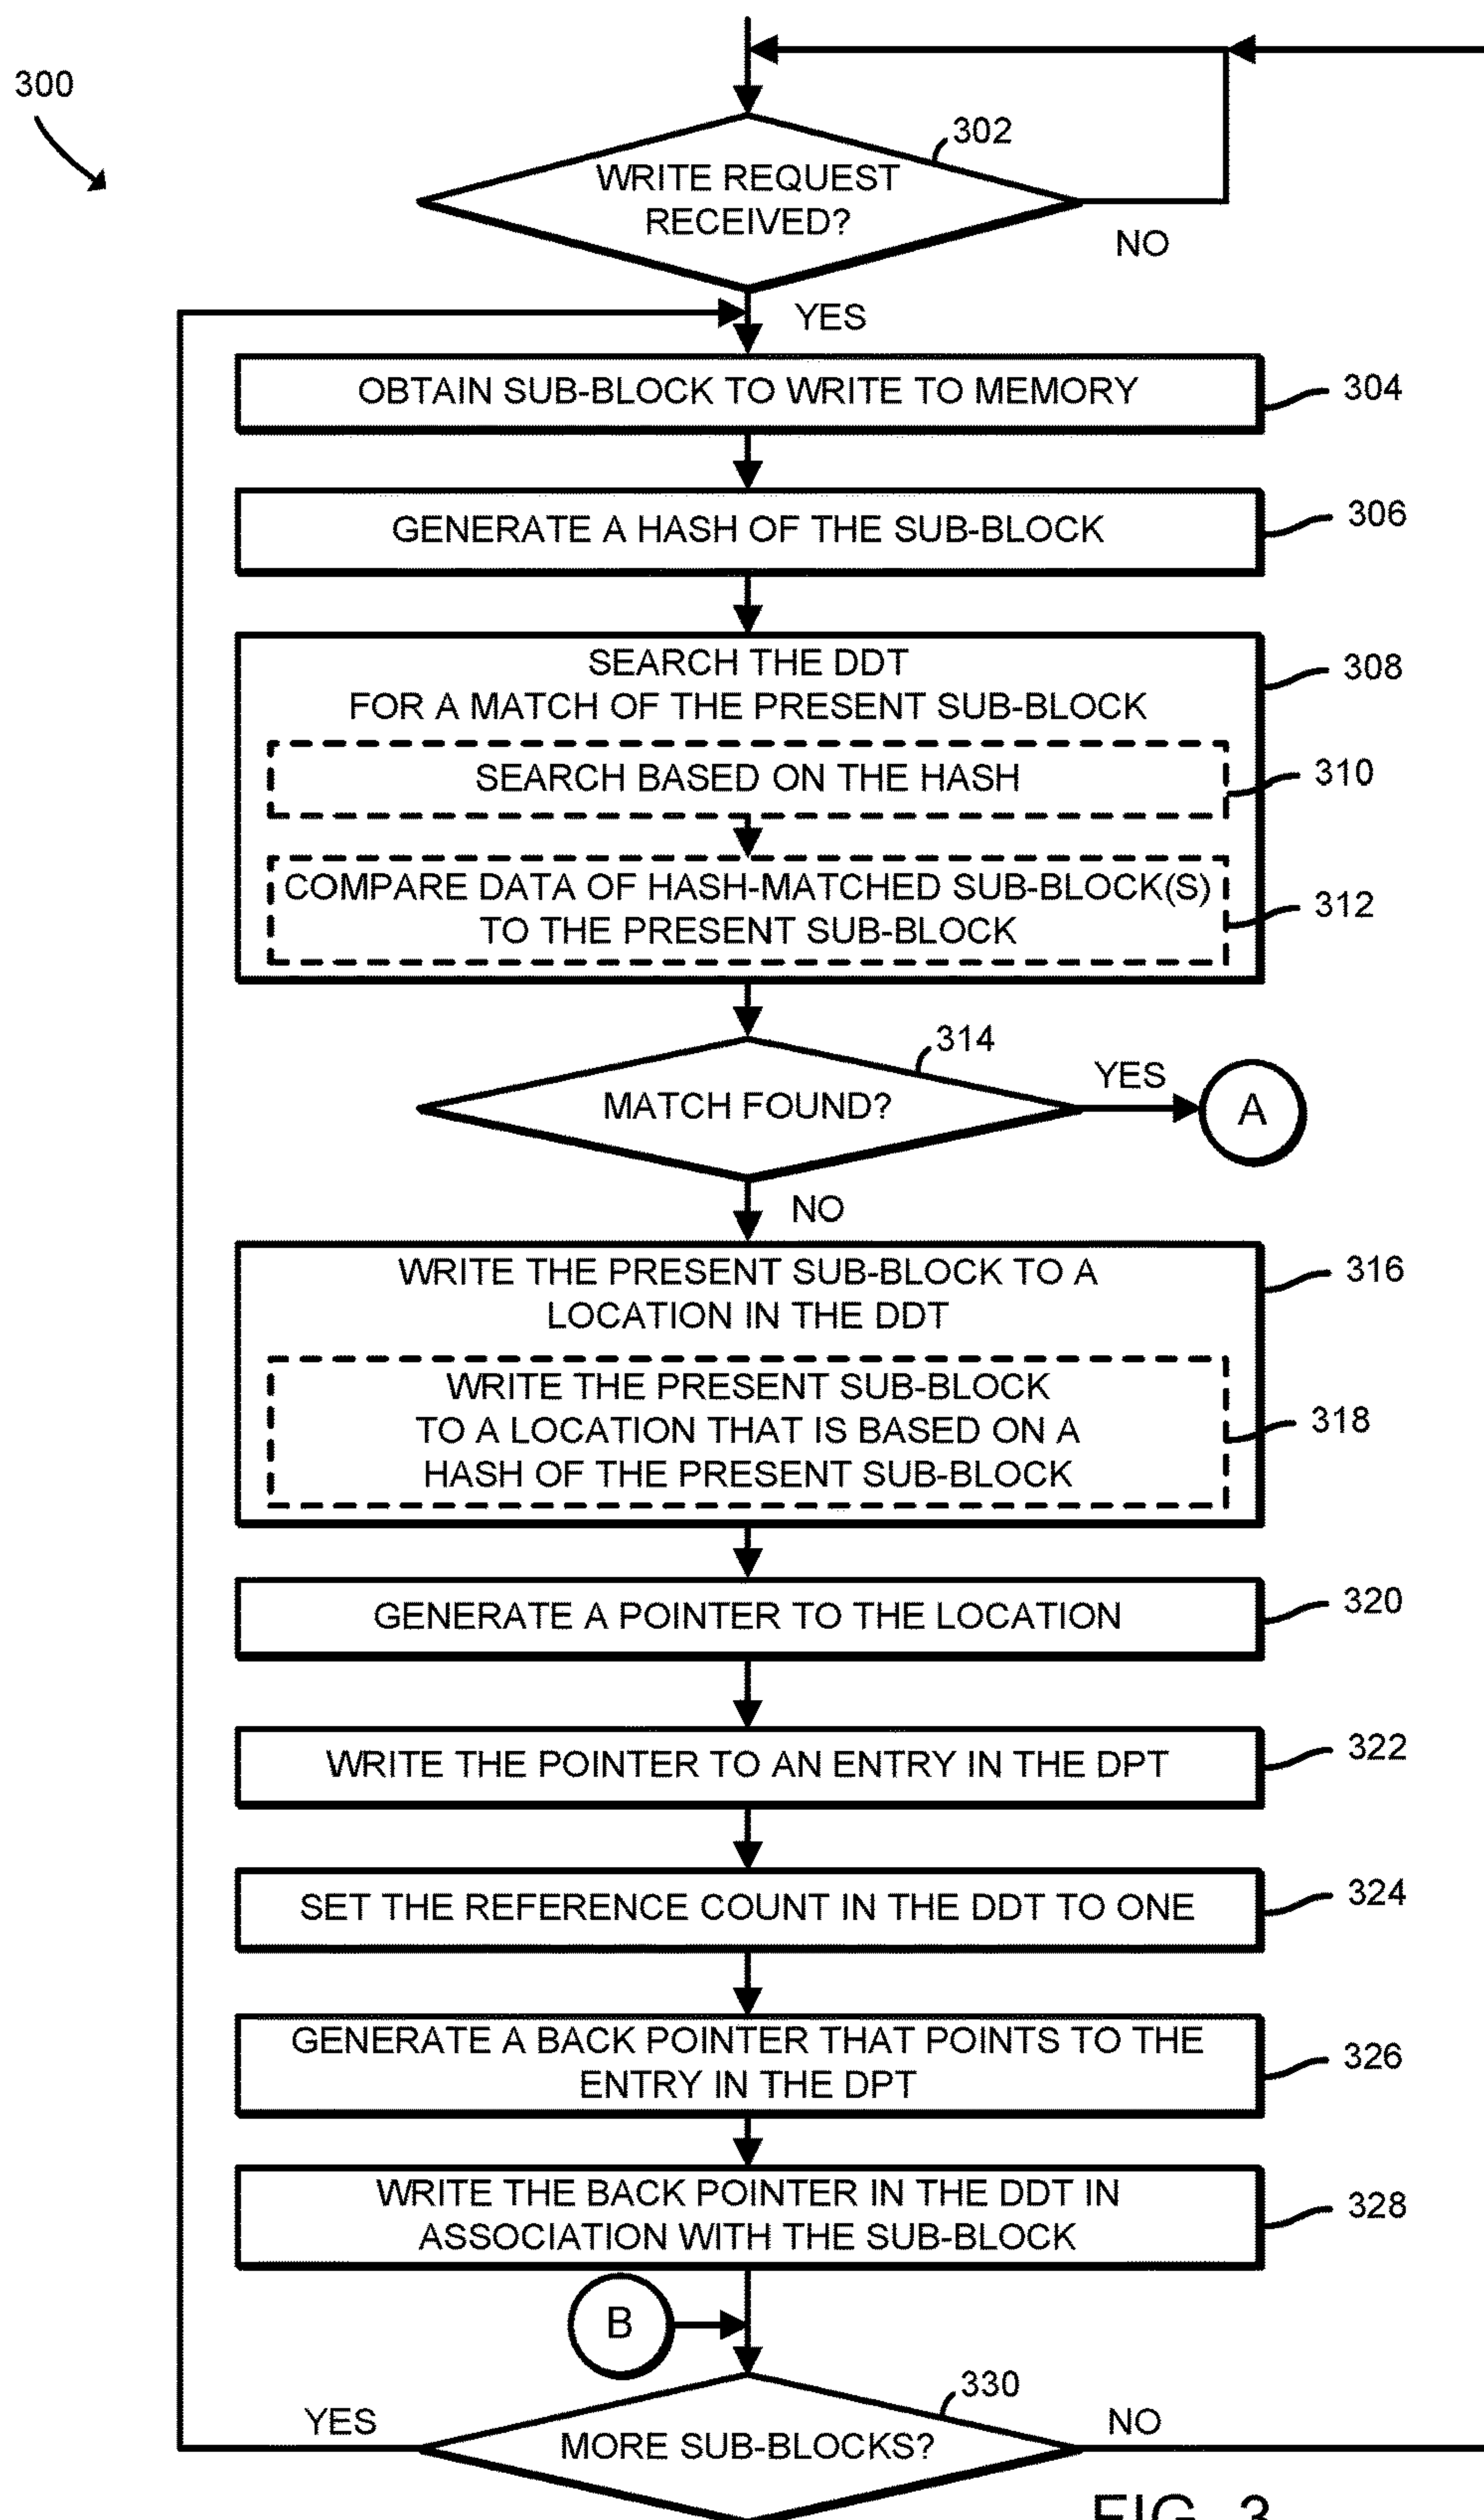 300
302
WRITE REQUEST
RECEIVED?
NO
YES
OBTAIN SUB-BLOCK TO WRITE TO MEMORY
304
GENERATE A HASH OF THE SUB-BLOCK
306
SEARCH THE DDT
FOR A MATCH OF THE PRESENT SUB-BLOCK
308
SEARCH BASED ON THE HASH
310
COMPARE DATA OF HASH-MATCHED SUB-BLOCK(S)
TO THE PRESENT SUB-BLOCK
312
314
MATCH FOUND?
YES
A
NO
WRITE THE PRESENT SUB-BLOCK TO A
LOCATION IN THE DDT
316
WRITE THE PRESENT SUB-BLOCK
TO A LOCATION THAT IS BASED ON A
HASH OF THE PRESENT SUB-BLOCK
318
GENERATE A POINTER TO THE LOCATION
320
WRITE THE POINTER TO AN ENTRY IN THE DPT
322
SET THE REFERENCE COUNT IN THE DDT TO ONE
324
GENERATE A BACK POINTER THAT POINTS TO THE
ENTRY IN THE DPT
326
WRITE THE BACK POINTER IN THE DDT IN
ASSOCIATION WITH THE SUB-BLOCK
328
B
330
YES
MORE SUB-BLOCKS?
NO
FIG. 3